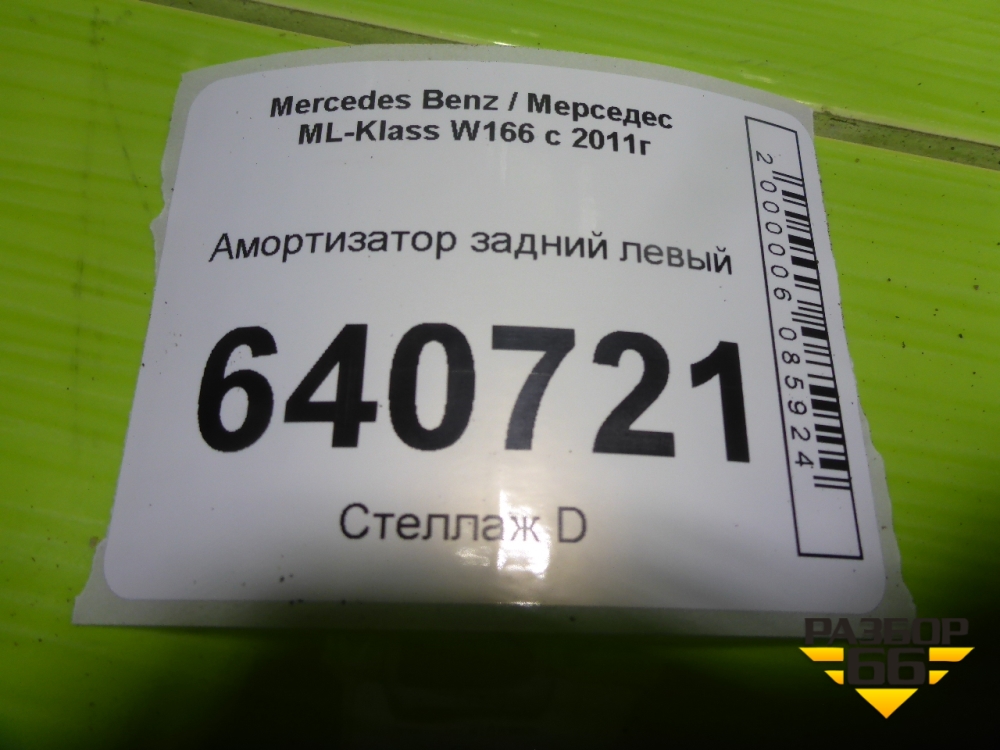 Mercedes Benz / Мерседес
ML-Klass W166 с 2011г
Амортизатор задний левый
640721
Стеллаж D
2000006085924
РАЗБОР
66